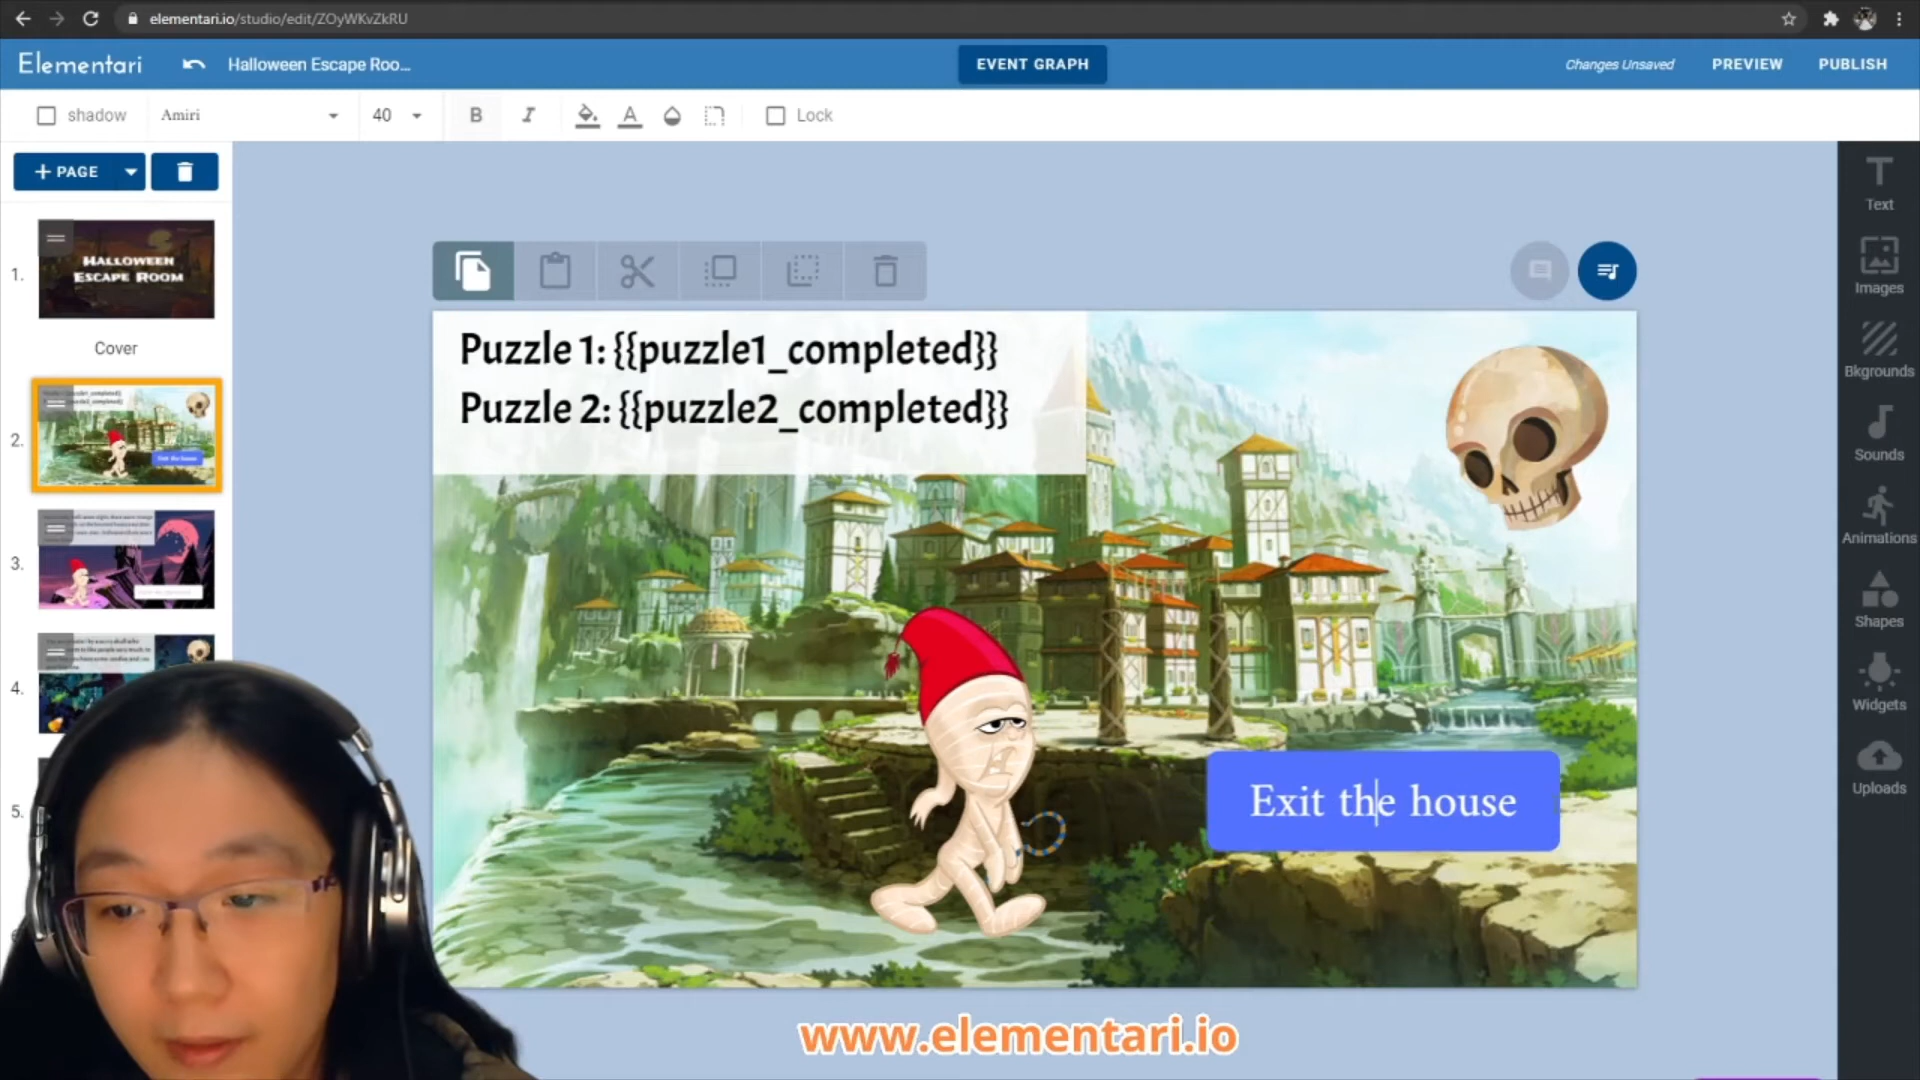 elementari.io/studio/edit/ZOyWKvZkRU
Elementari
Halloween Escape Roo...
EVENT GRAPH
Changes Unsaved
PREVIEW
PUBLISH
shadow
Amiri
40
B
I
A
Lock
+ PAGE
1.
HALLOWEEN
ESCAPE ROOM
Cover
2.
3.
4.
5.
Puzzle 1: {{puzzle1_completed}}
Puzzle 2: {{puzzle2_completed}}
Exit the house
Text
Images
Bkgrounds
Sounds
Animations
Shapes
Widgets
Uploads
www.elementari.io